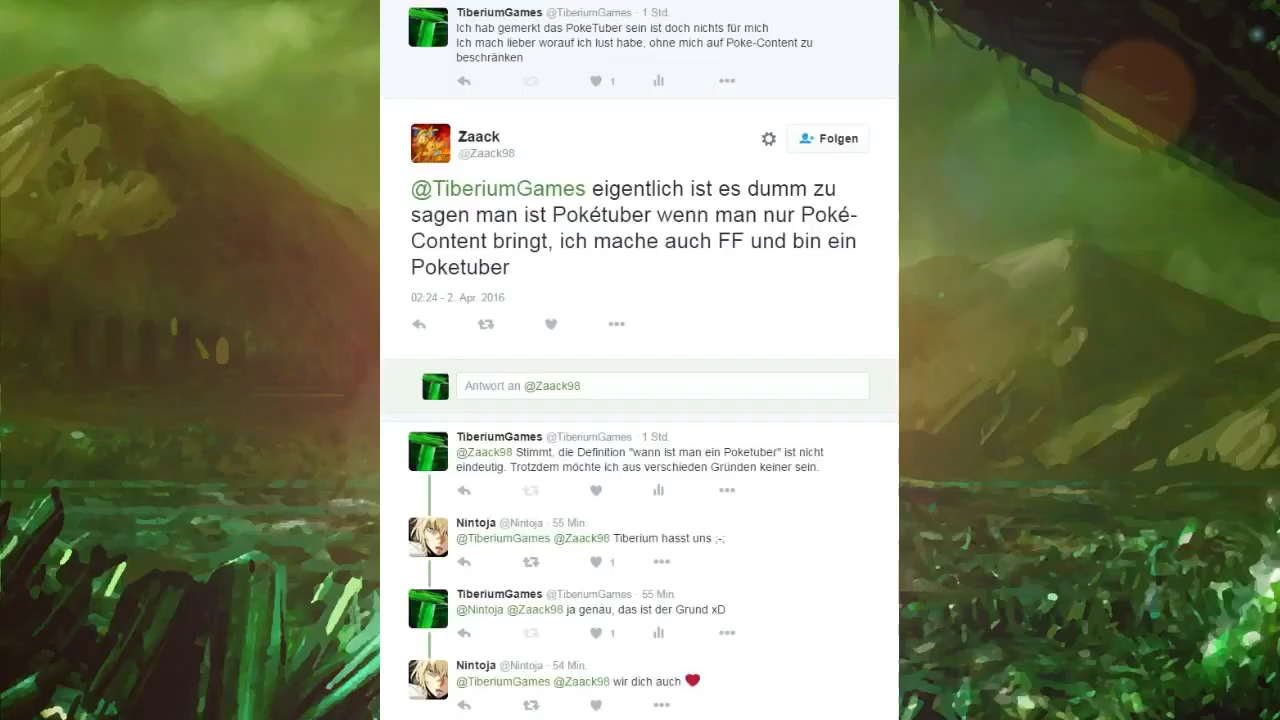 TiberiumGames @TiberiumGames · 1 Std.
Ich hab gemerkt das PokeTuber sein ist doch nichts für mich
Ich mach lieber worauf ich lust habe, ohne mich auf Poke-Content zu
beschränken
1
Zaack
@Zaack98
Folgen
@TiberiumGames eigentlich ist es dumm zu
sagen man ist Pokétuber wenn man nur Poké-
Content bringt, ich mache auch FF und bin ein
Poketuber
02:24 - 2. Apr. 2016
Antwort an @Zaack98
TiberiumGames @TiberiumGames · 1 Std.
@Zaack98 Stimmt, die Definition "wann ist man ein Poketuber" ist nicht
eindeutig. Trotzdem möchte ich aus verschieden Gründen keiner sein.
Nintoja @Nintoja · 55 Min.
@TiberiumGames @Zaack98 Tiberium hasst uns ;-;
1
TiberiumGames @TiberiumGames · 55 Min.
@Nintoja @Zaack98 ja genau, das ist der Grund xD
1
Nintoja @Nintoja · 54 Min.
@TiberiumGames @Zaack98 wir dich auch ❤